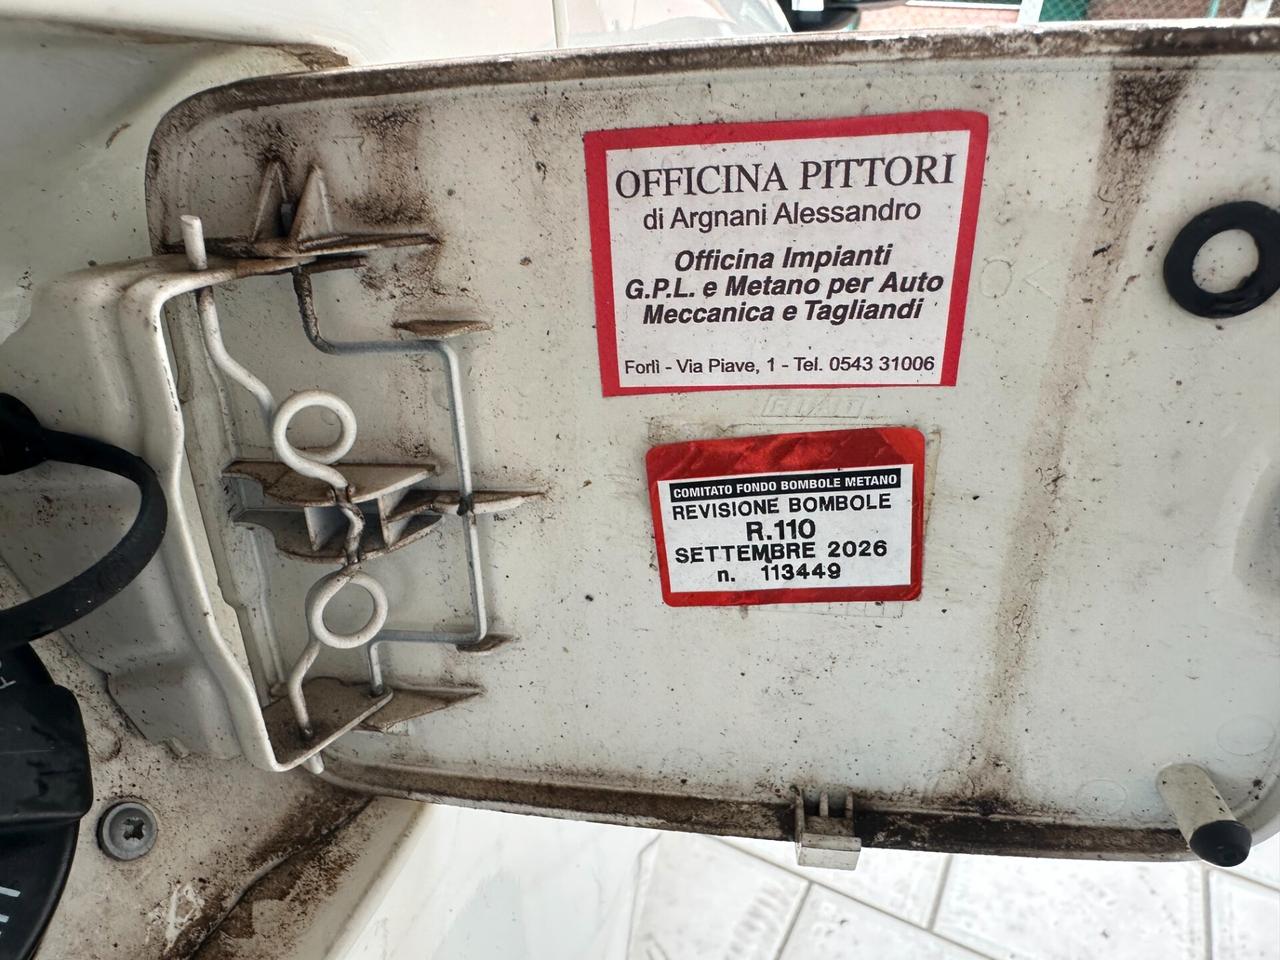 OFFICINA PITTORI
di Argnani Alessandro
Officina Impianti
G.P.L. e Metano per Auto
Meccanica e Tagliandi
Forlì - Via Piave, 1 - Tel. 0543 31006
COMITATO FONDO BOMBOLE METANO
REVISIONE BOMBOLE
R.110
SETTEMBRE 2026
n. 113449